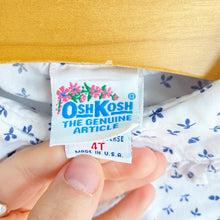 OSHKOSH
THE GENUINE
ARTICLE
4T
MADE IN U.S.A.